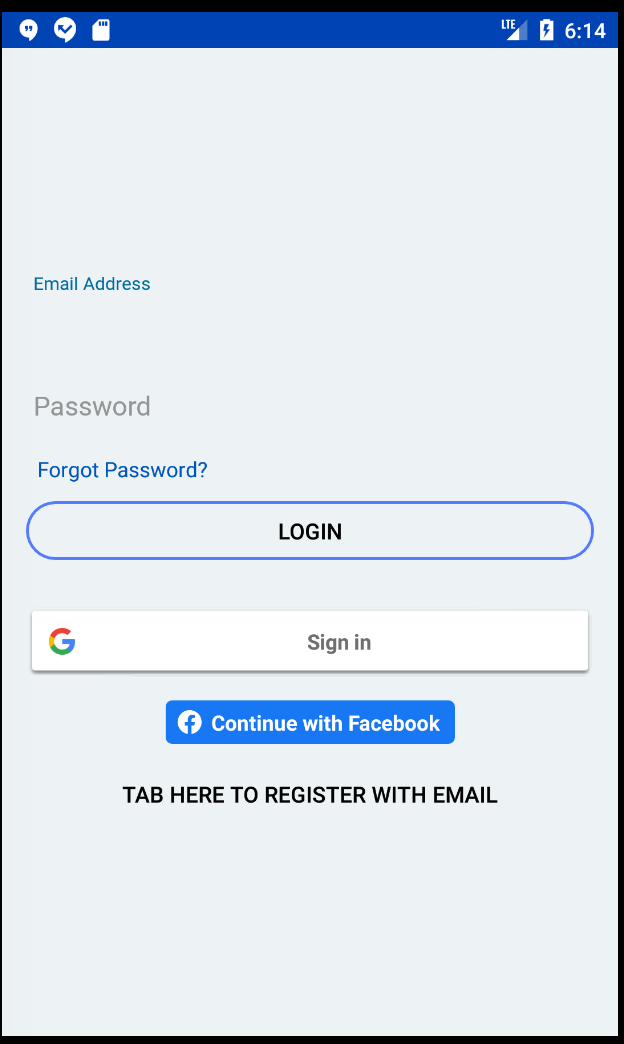 LTE 6:14
Email Address
Password
Forgot Password?
LOGIN
Sign in
Continue with Facebook
TAB HERE TO REGISTER WITH EMAIL